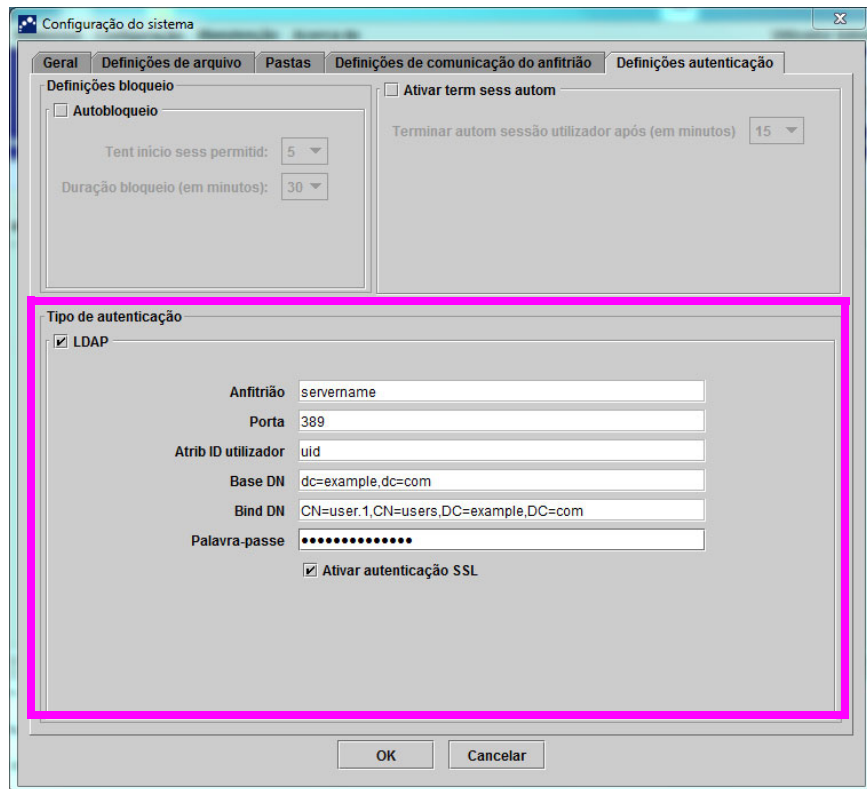 Configuração do sistema
Geral Definições de arquivo Pastas Definições de comunicação do anfitrião Definições autenticação
Definições bloqueio
Autobloqueio
Tent início sess permitid: 5
Duração bloqueio (em minutos): 30
Ativar term sess autom
Terminar autom sessão utilizador após (em minutos) 15
Tipo de autenticação
LDAP
Anfitrião servername
Porta 389
Atrib ID utilizador uid
Base DN dc=example,dc=com
Bind DN CN=user.1,CN=users,DC=example,DC=com
Palavra-passe ••••••••••••••
Ativar autenticação SSL
OK Cancelar